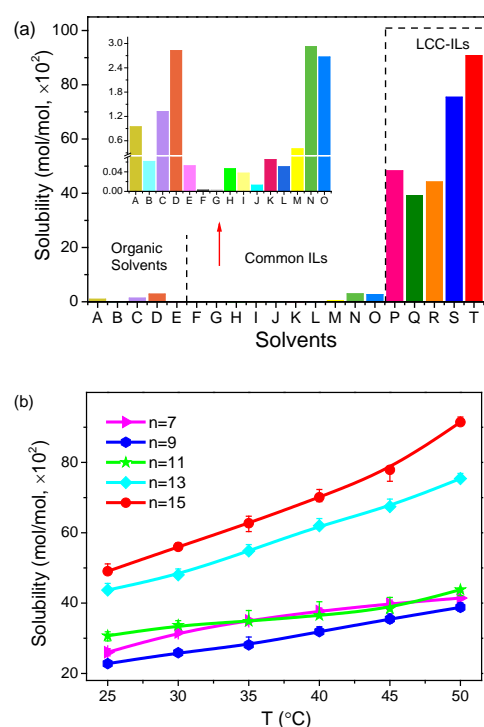 (a)
100
80
60
40
20
0
Solubility (mol/mol, ×10²)
3.0
2.4
1.8
1.2
0.6
0.04
0.00
A B C D E F G H I J K L M N O
LCC-ILs
Organic
Solvents
Common ILs
A B C D E F G H I J K L M N O P Q R S T
Solvents
(b)
n=7
n=9
n=11
n=13
n=15
80
60
40
20
Solubility (mol/mol, ×10²)
25 30 35 40 45 50
T (°C)